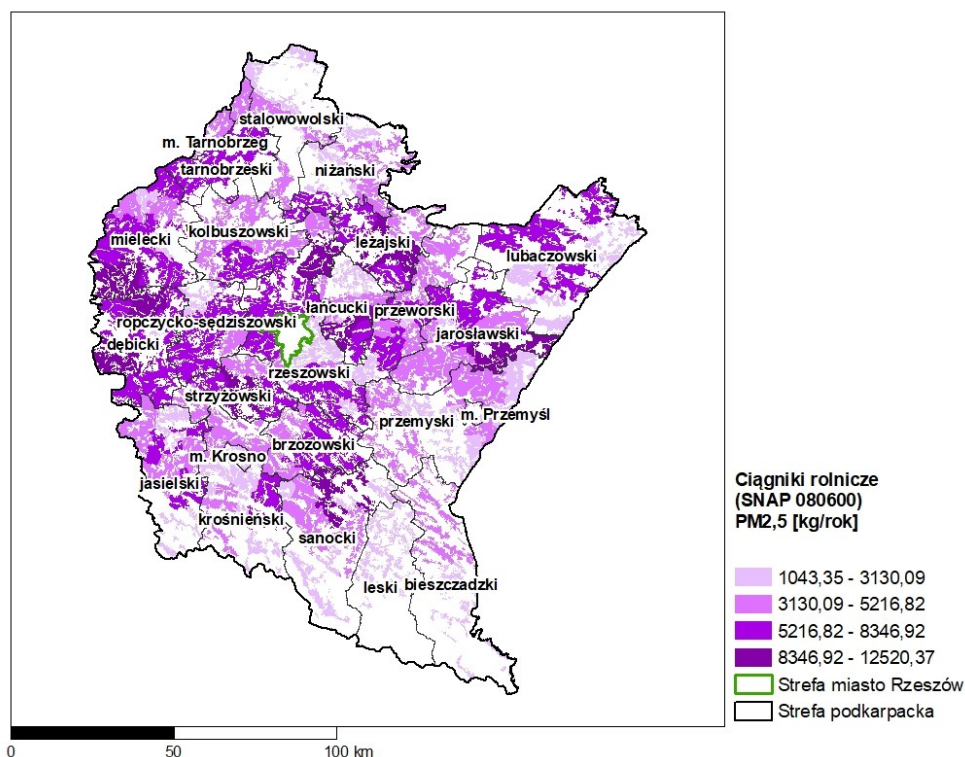 stalowowolski
m. Tarnobrzeg
tarnobrzeski
niżański
kolbuszowski
mielecki
leżajski
lubaczowski
łańcucki
przeworski
ropczycko-sędziszowski
jarosławski
dębicki
rzeszowski
strzyżowski
przemyski
m. Przemyśl
brzozowski
m. Krosno
jasielski
krośnieński
sanocki
leski
bieszczadzki
Ciągniki rolnicze
(SNAP 080600)
PM2,5 [kg/rok]
1043,35 - 3130,09
3130,09 - 5216,82
5216,82 - 8346,92
8346,92 - 12520,37
Strefa miasto Rzeszów
Strefa podkarpacka
0
50
100 km